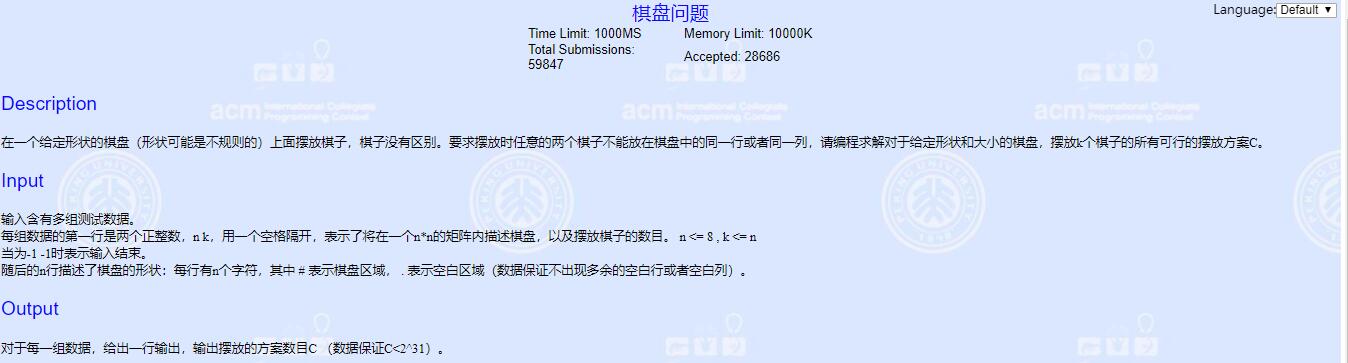 棋盘问题
Language: Default
Time Limit: 1000MS Memory Limit: 10000K
Total Submissions: 59847 Accepted: 28686
Description
在一个给定形状的棋盘（形状可能是不规则的）上面摆放棋子，棋子没有区别。要求摆放时任意的两个棋子不能放在棋盘中的同一行或者同一列，请编程求解对于给定形状和大小的棋盘，摆放k个棋子的所有可行的摆放方案C。
Input
输入含有多组测试数据。
每组数据的第一行是两个正整数，n k，用一个空格隔开，表示了将在一个n*n的矩阵内描述棋盘，以及摆放棋子的数目。 n <= 8 , k <= n
当为-1 -1时表示输入结束。
随后的n行描述了棋盘的形状：每行有n个字符，其中 # 表示棋盘区域， . 表示空白区域（数据保证不出现多余的空白行或者空白列）。
Output
对于每一组数据，给出一行输出，输出摆放的方案数目C （数据保证C<2^31）。
acm International Collegiate Programming Contest
acm International Collegiate Programming Contest
acm International Collegiate Programming Contest